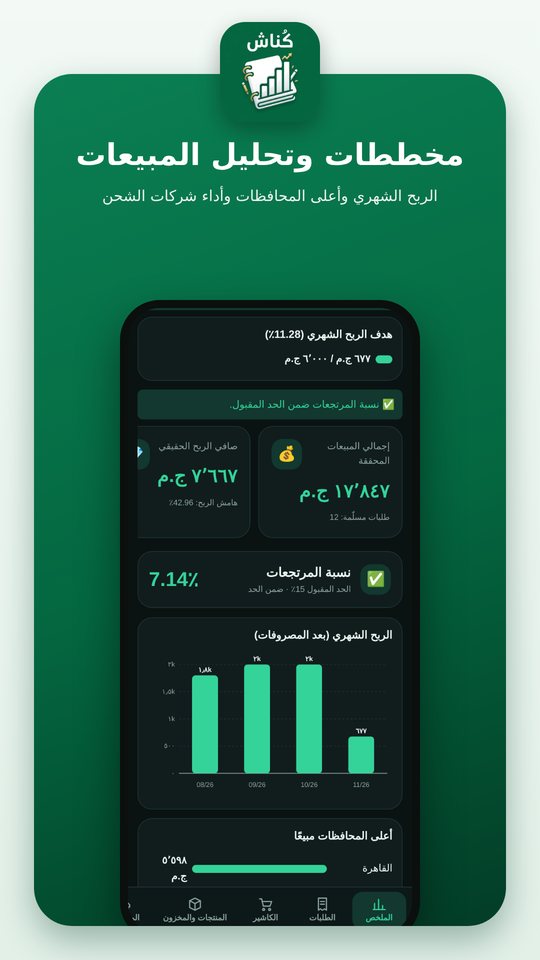 كُناش
مخططات وتحليل المبيعات
الربح الشهري وأعلى المحافظات وأداء شركات الشحن
هدف الربح الشهري (11.28٪)
٦٧٧ ج.م / ٦٬٠٠٠ ج.م
✅ نسبة المرتجعات ضمن الحد المقبول.
إجمالي المبيعات
المحققة
١٧٬٨٤٧ ج.م
طلبات مسلّمة: 12
صافي الربح الحقيقي
٧٬٦٦٧ ج.م
هامش الربح: 42.96٪
نسبة المرتجعات
الحد المقبول 15٪ · ضمن الحد
7.14٪
الربح الشهري (بعد المصروفات)
٢k
١٫٥k
١k
٥٠٠
٠
١٫٨k
٢k
٢k
٦٧٧
08/26
09/26
10/26
11/26
أعلى المحافظات مبيعًا
القاهرة
٥٬٥٩٨
ج.م
الملخص
الطلبات
الكاشير
المنتجات والمخزون